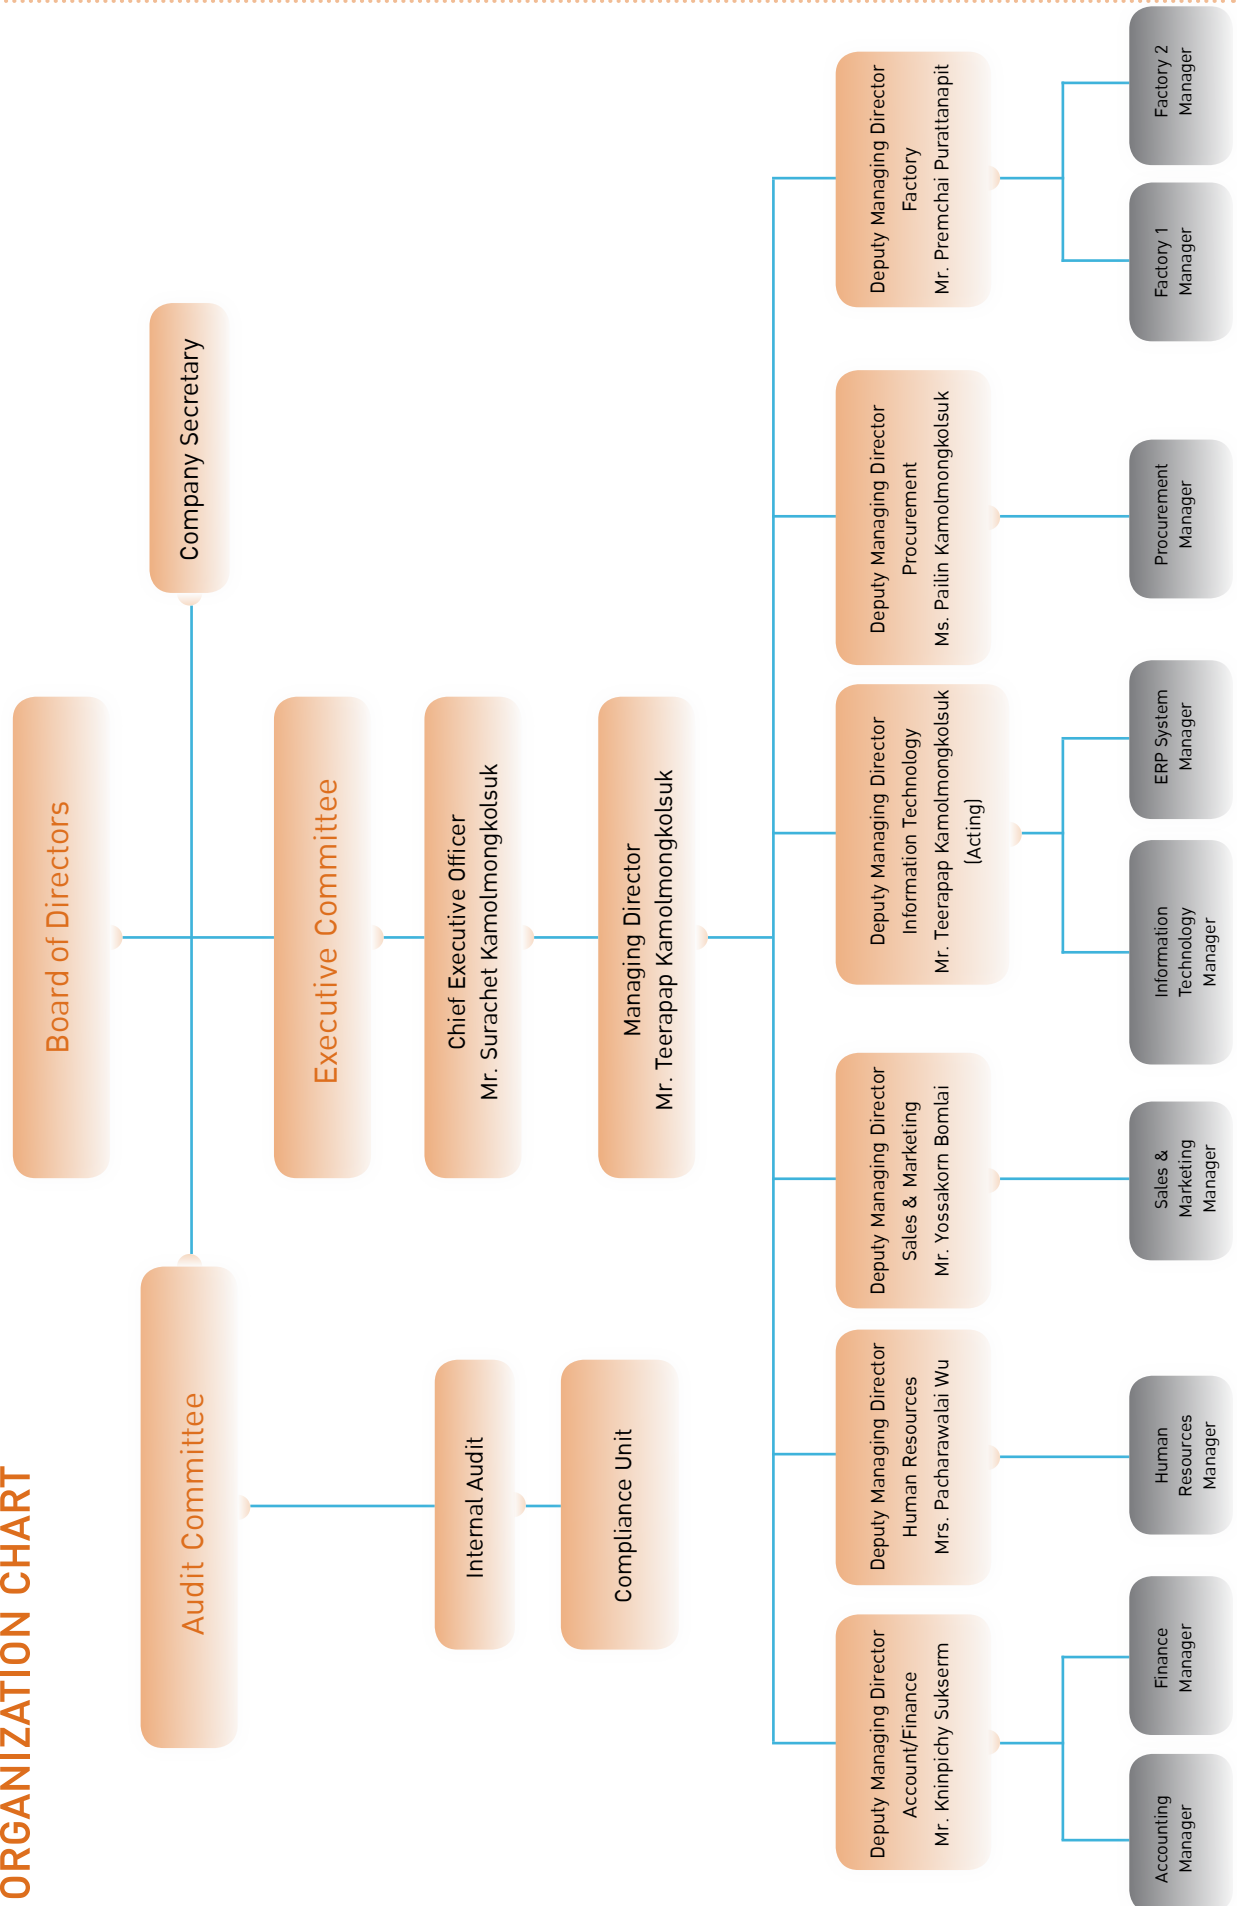 ORGANIZATION CHART
Board of Directors
Audit Committee
Company Secretary
Executive Committee
Internal Audit
Compliance Unit
Chief Executive Officer
Mr. Surachet Kamolmongkolsuk
Managing Director
Mr. Teerapap Kamolmongkolsuk
Deputy Managing Director
Account/Finance
Mr. Kninpichy Sukserm
Deputy Managing Director
Human Resources
Mrs. Pacharawalai Wu
Deputy Managing Director
Sales & Marketing
Mr. Yossakorn Bomlai
Deputy Managing Director
Information Technology
Mr. Teerapap Kamolmongkolsuk
(Acting)
Deputy Managing Director
Procurement
Ms. Pailin Kamolmongkolsuk
Deputy Managing Director
Factory
Mr. Premchai Purattanapit
Accounting
Manager
Finance
Manager
Human
Resources
Manager
Sales &
Marketing
Manager
Information
Technology
Manager
ERP System
Manager
Procurement
Manager
Factory 1
Manager
Factory 2
Manager